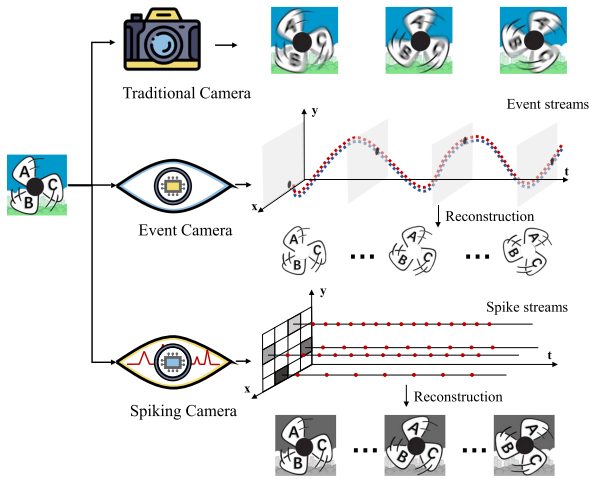 Traditional Camera
Event streams
y
A
C
B
x
t
Event Camera
Reconstruction
A
B
C
A
B
C
A
B
C
y
Spike streams
t
x
Spiking Camera
Reconstruction
A
B
C
A
B
C
A
B
C